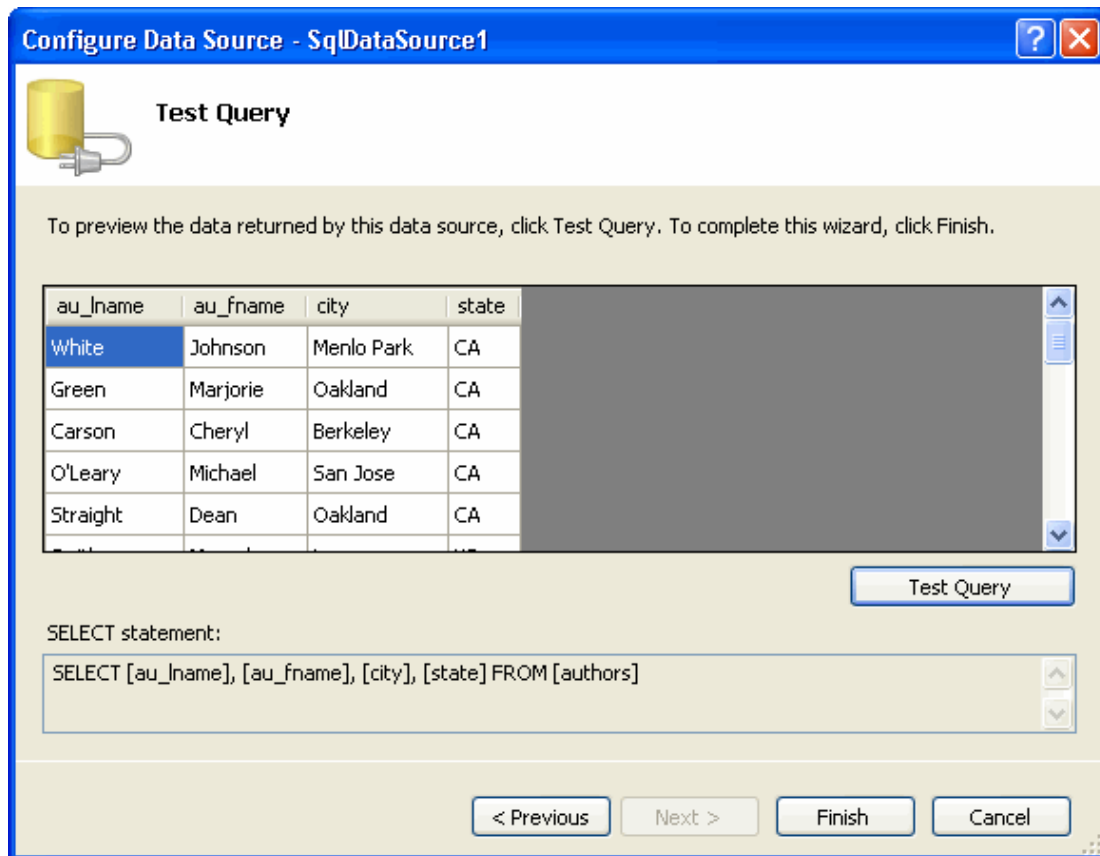 Configure Data Source - SqlDataSource1
Test Query
To preview the data returned by this data source, click Test Query. To complete this wizard, click Finish.
au_lname au_fname city state
White Johnson Menlo Park CA
Green Marjorie Oakland CA
Carson Cheryl Berkeley CA
O'Leary Michael San Jose CA
Straight Dean Oakland CA
Test Query
SELECT statement:
SELECT [au_lname], [au_fname], [city], [state] FROM [authors]
< Previous Next > Finish Cancel